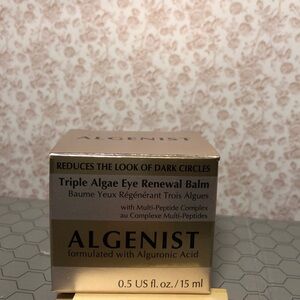 ALGENIST
REDUCES THE LOOK OF DARK CIRCLES
Triple Algae Eye Renewal Balm
Baume Yeux Régénérant Trois Algues
with Multi-Peptide Complex
au Complexe Multi-Peptides
ALGENIST
formulated with Alguronic Acid
0.5 US fl. oz. / 15 ml